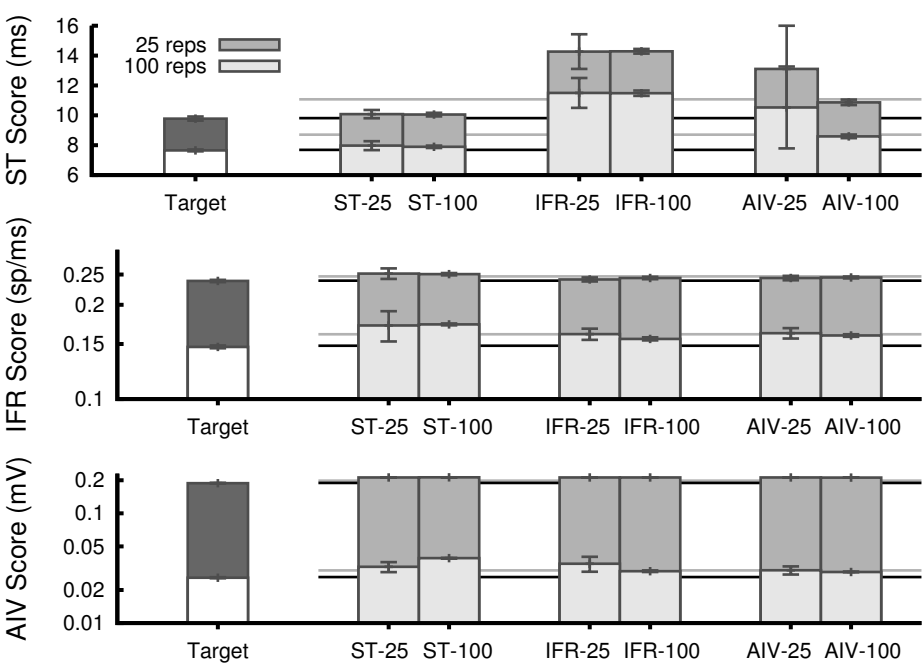 ST Score (ms)
16
14
12
10
8
6
25 reps
100 reps
Target ST-25 ST-100 IFR-25 IFR-100 AIV-25 AIV-100
IFR Score (sp/ms)
0.25
0.2
0.15
0.1
Target ST-25 ST-100 IFR-25 IFR-100 AIV-25 AIV-100
AIV Score (mV)
0.2
0.1
0.05
0.02
0.01
Target ST-25 ST-100 IFR-25 IFR-100 AIV-25 AIV-100